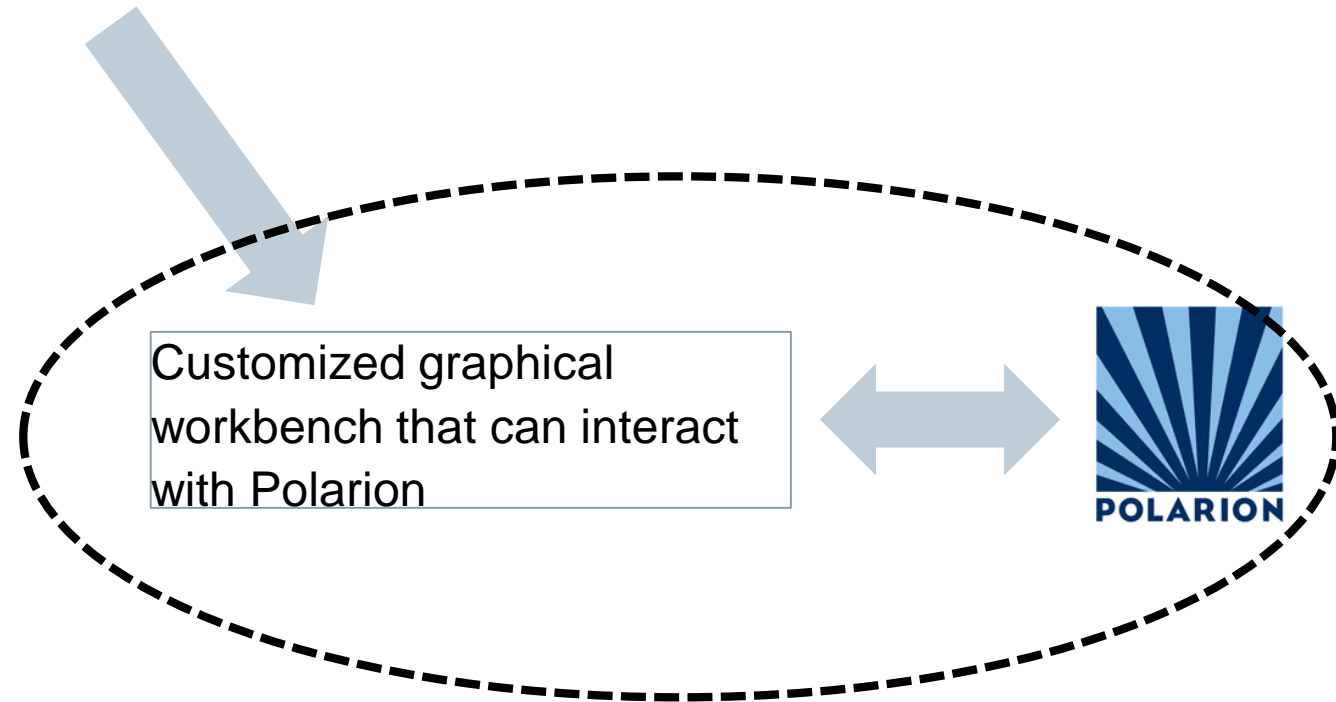 Customized graphical
workbench that can interact
with Polarion
POLARION